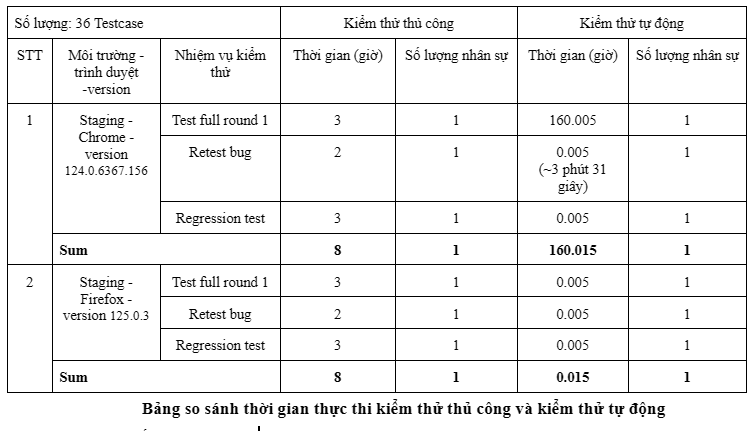 Số lượng: 36 Testcase
Kiểm thử thủ công
Kiểm thử tự động
STT
Môi trường -
trình duyệt
-version
Nhiệm vụ kiểm
thử
Thời gian (giờ)
Số lượng nhân sự
Thời gian (giờ)
Số lượng nhân sự
1
Staging -
Chrome -
version
124.0.6367.156
Test full round 1
3
1
160.005
1
Retest bug
2
1
0.005
(~3 phút 31
giây)
1
Regression test
3
1
0.005
1
Sum
8
1
160.015
1
2
Staging -
Firefox -
version 125.0.3
Test full round 1
3
1
0.005
1
Retest bug
2
1
0.005
1
Regression test
3
1
0.005
1
Sum
8
1
0.015
1
Bảng so sánh thời gian thực thi kiểm thử thủ công và kiểm thử tự động